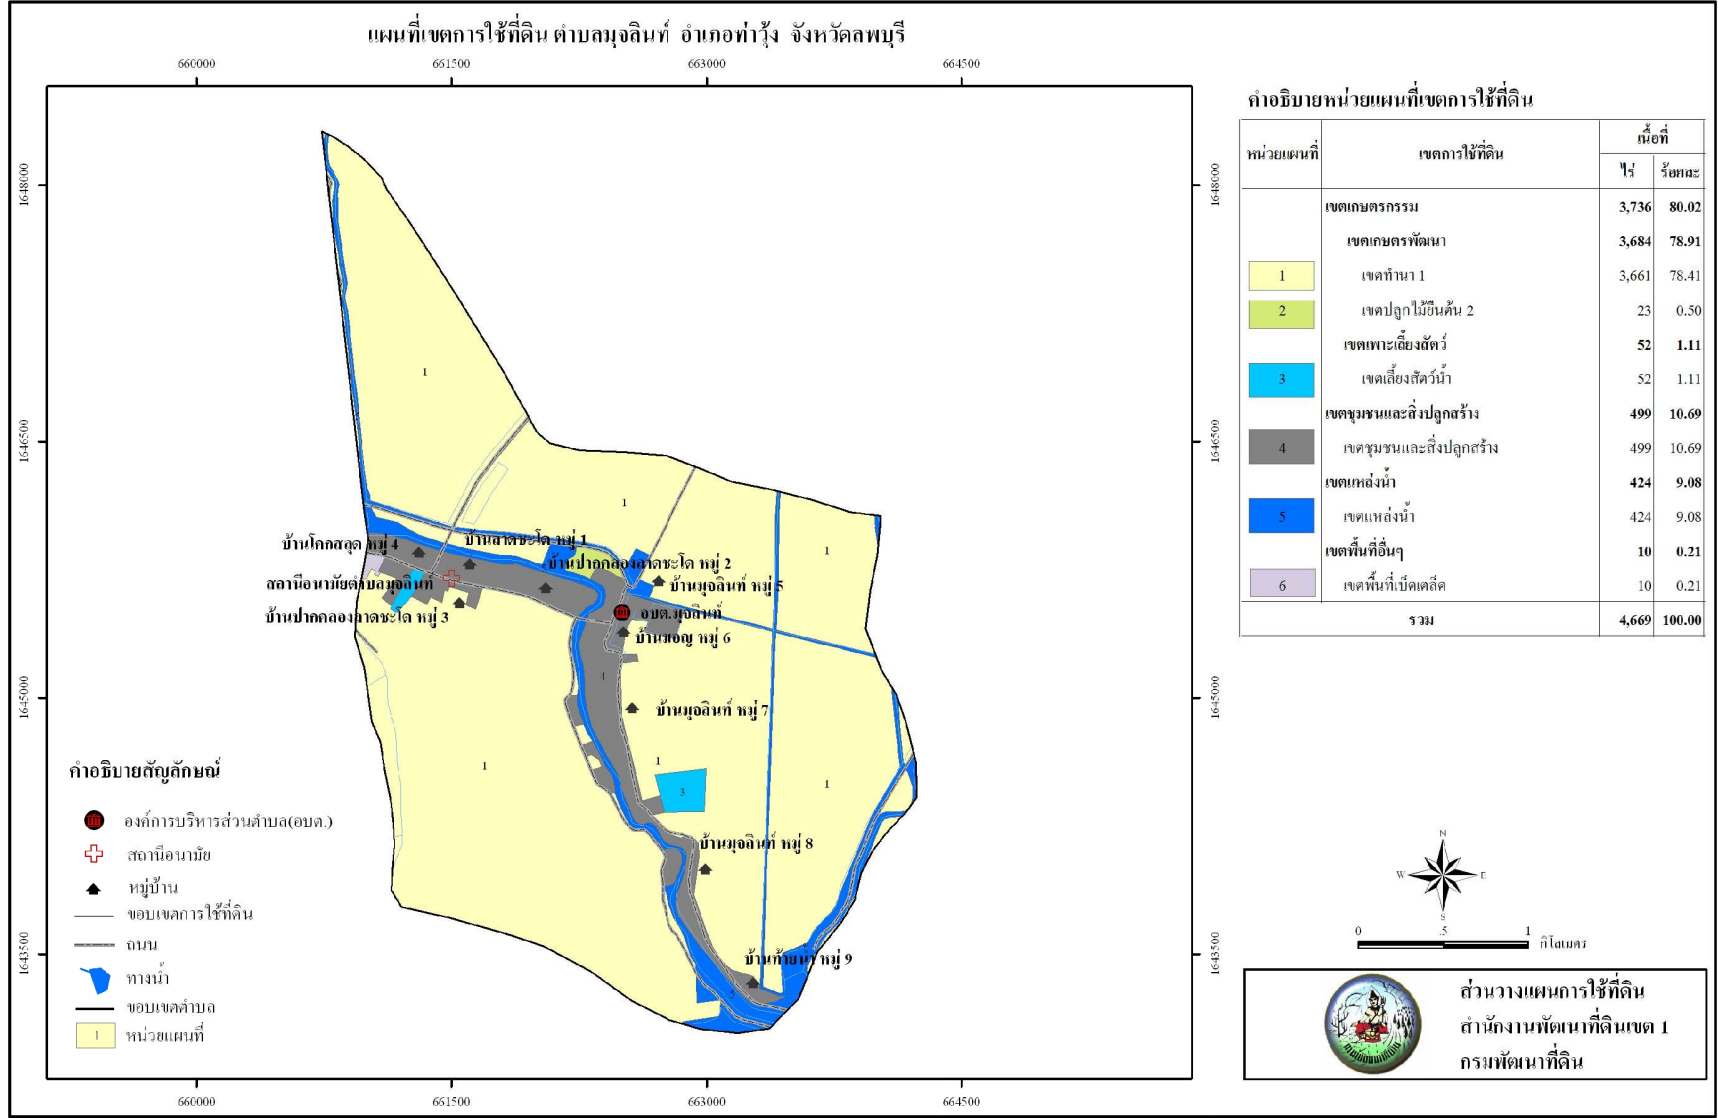 แผนที่เขตการใช้ที่ดิน ตำบลมุจลินท์ อำเภอท่าวุ้ง จังหวัดลพบุรี
660000 661500 663000 664500
1648000 1648000
1646500 1646500
1645000 1645000
1643500 1643500
660000 661500 663000 664500
1
1
1
บ้านโคกสลุด หมู่ 4
บ้านลาดชะโด หมู่ 1
บ้านปากคลองลาดชะโด หมู่ 2
สถานีอนามัยตำบลมุจลินท์
บ้านมุจลินท์ หมู่ 5
บ้านปากคลองลาดชะโด หมู่ 3
อบต.มุจลินท์
บ้านมอญ หมู่ 6
4
บ้านมุจลินท์ หมู่ 7
1
1
1
3
บ้านมุจลินท์ หมู่ 8
บ้านท้ายน้ำ หมู่ 9
5
คำอธิบายสัญลักษณ์
องค์การบริหารส่วนตำบล(อบต.)
สถานีอนามัย
หมู่บ้าน
ขอบเขตการใช้ที่ดิน
ถนน
ทางน้ำ
ขอบเขตตำบล
1 หน่วยแผนที่
คำอธิบายหน่วยแผนที่เขตการใช้ที่ดิน
หน่วยแผนที่ เขตการใช้ที่ดิน เนื้อที่
ไร่ ร้อยละ
เขตเกษตรกรรม 3,736 80.02
เขตเกษตรพัฒนา 3,684 78.91
1 เขตทำนา 1 3,661 78.41
2 เขตปลูกไม้ยืนต้น 2 23 0.50
เขตเพาะเลี้ยงสัตว์ 52 1.11
3 เขตเลี้ยงสัตว์น้ำ 52 1.11
เขตชุมชนและสิ่งปลูกสร้าง 499 10.69
4 เขตชุมชนและสิ่งปลูกสร้าง 499 10.69
เขตแหล่งน้ำ 424 9.08
5 เขตแหล่งน้ำ 424 9.08
เขตพื้นที่อื่นๆ 10 0.21
6 เขตพื้นที่เบ็ดเตล็ด 10 0.21
รวม 4,669 100.00
N
W E
S
0 .5 1
กิโลเมตร
ส่วนวางแผนการใช้ที่ดิน
สำนักงานพัฒนาที่ดินเขต 1
กรมพัฒนาที่ดิน
กรมพัฒนาที่ดิน